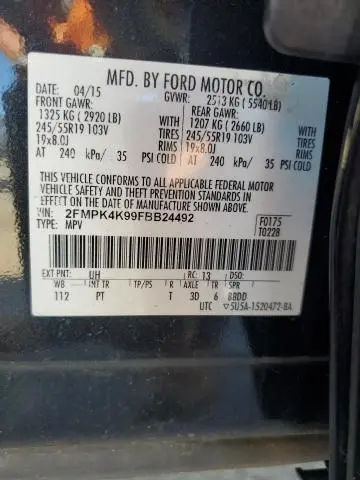 MFD. BY FORD MOTOR CO.
DATE: 04/15 GVWR: 2513 KG ( 5540LB)
FRONT GAWR: REAR GAWR:
1325 KG ( 2920 LB) 1207 KG ( 2660 LB)
WITH WITH
245/55R19 103V TIRES 245/55R19 103V TIRES
19x8.0J RIMS 19x8.0J RIMS
AT 240 kPa/ 35 PSI COLD AT 240 kPa/ 35 PSI COLD
THIS VEHICLE CONFORMS TO ALL APPLICABLE FEDERAL MOTOR
VEHICLE SAFETY AND BUMPER STANDARDS IN EFFECT ON THE DATE OF
MANUFACTURE SHOWN ABOVE.
VIN: 2FMPK4K99FBB24492 F0175
TYPE: MPV T0228
EXT PNT: UH RC: 13 DSO:
WB INT TR TP/PS R AXLE TR SPR
112 PT T 3D 6 BBDD
UTC 5U5A-1520472-BA